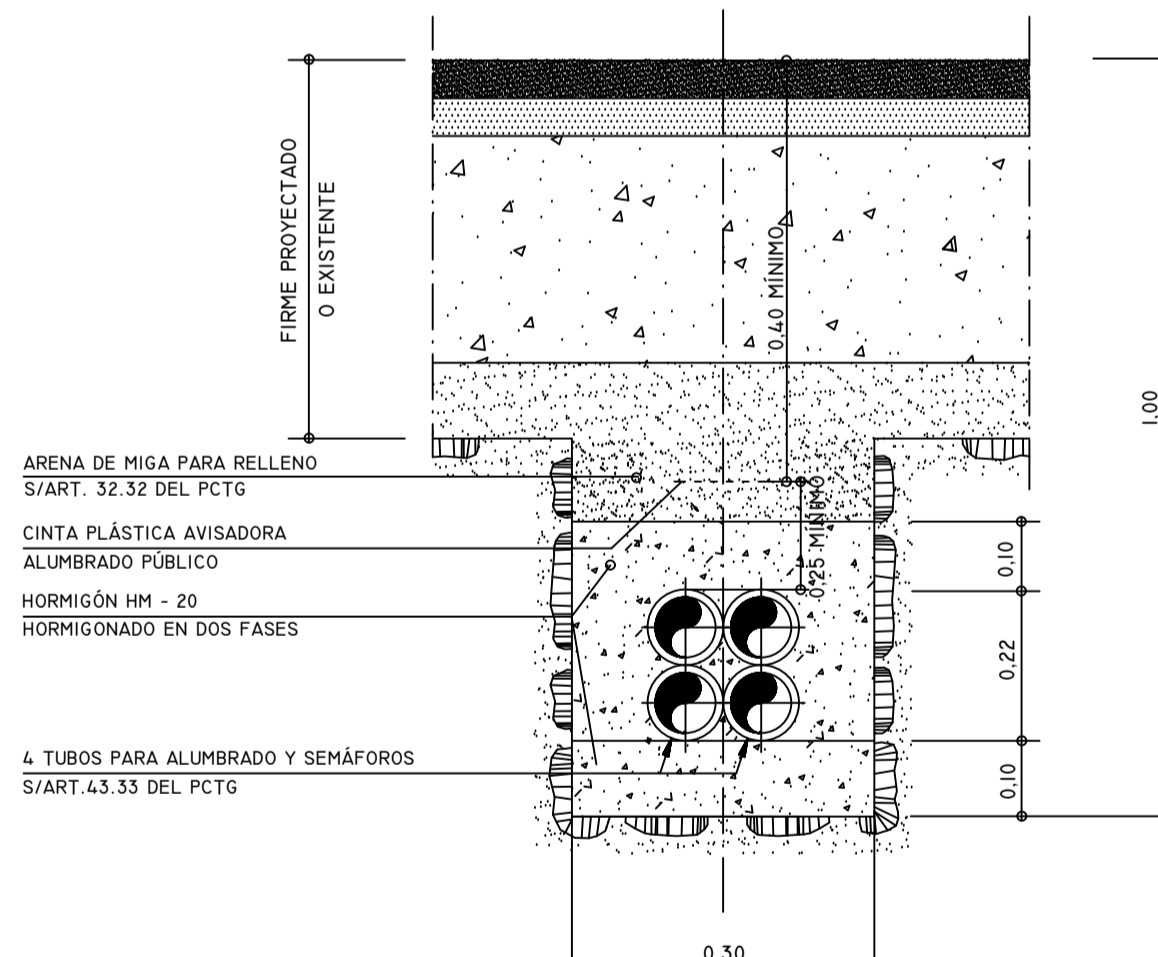 FIRME PROYECTADO
O EXISTENTE
0,40 MÍNIMO
1.00
ARENA DE MIGA PARA RELLENO
S/ART. 32.32 DEL PCTG
CINTA PLÁSTICA AVISADORA
ALUMBRADO PÚBLICO
0,25 MÍNIMO
0,10
HORMIGÓN HM - 20
HORMIGONADO EN DOS FASES
0,22
4 TUBOS PARA ALUMBRADO Y SEMÁFOROS
S/ART.43.33 DEL PCTG
0,10
0,30